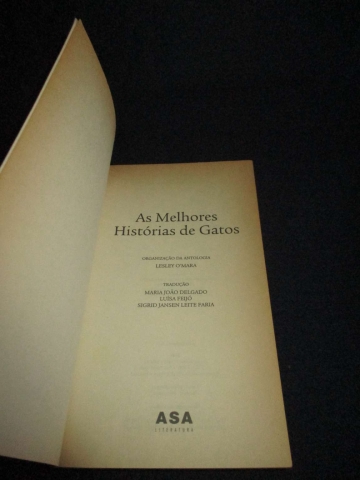 As Melhores
Histórias de Gatos
ORGANIZAÇÃO DA ANTOLOGIA
LESLEY O'MARA
TRADUÇÃO
MARIA JOÃO DELGADO
LUÍSA FEIJÓ
SIGRID JANSEN LEITE FARIA
ASA
LITERATURA